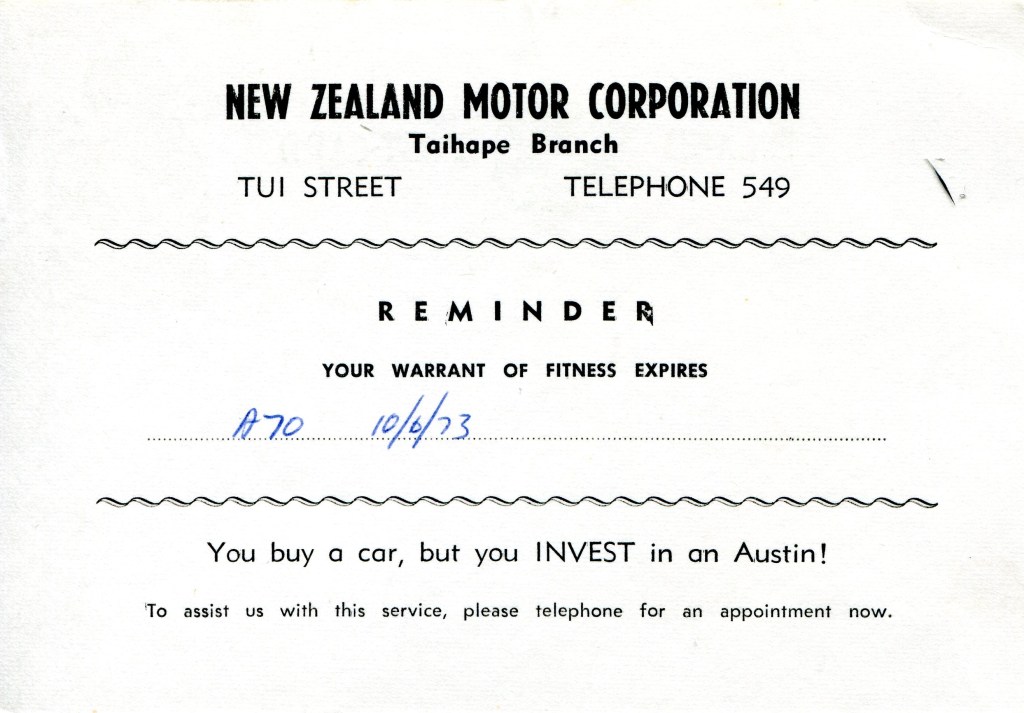 NEW ZEALAND MOTOR CORPORATION
Taihape Branch
TUI STREET TELEPHONE 549
REMINDER
YOUR WARRANT OF FITNESS EXPIRES
A70 10/6/73
You buy a car, but you INVEST in an Austin!
To assist us with this service, please telephone for an appointment now.